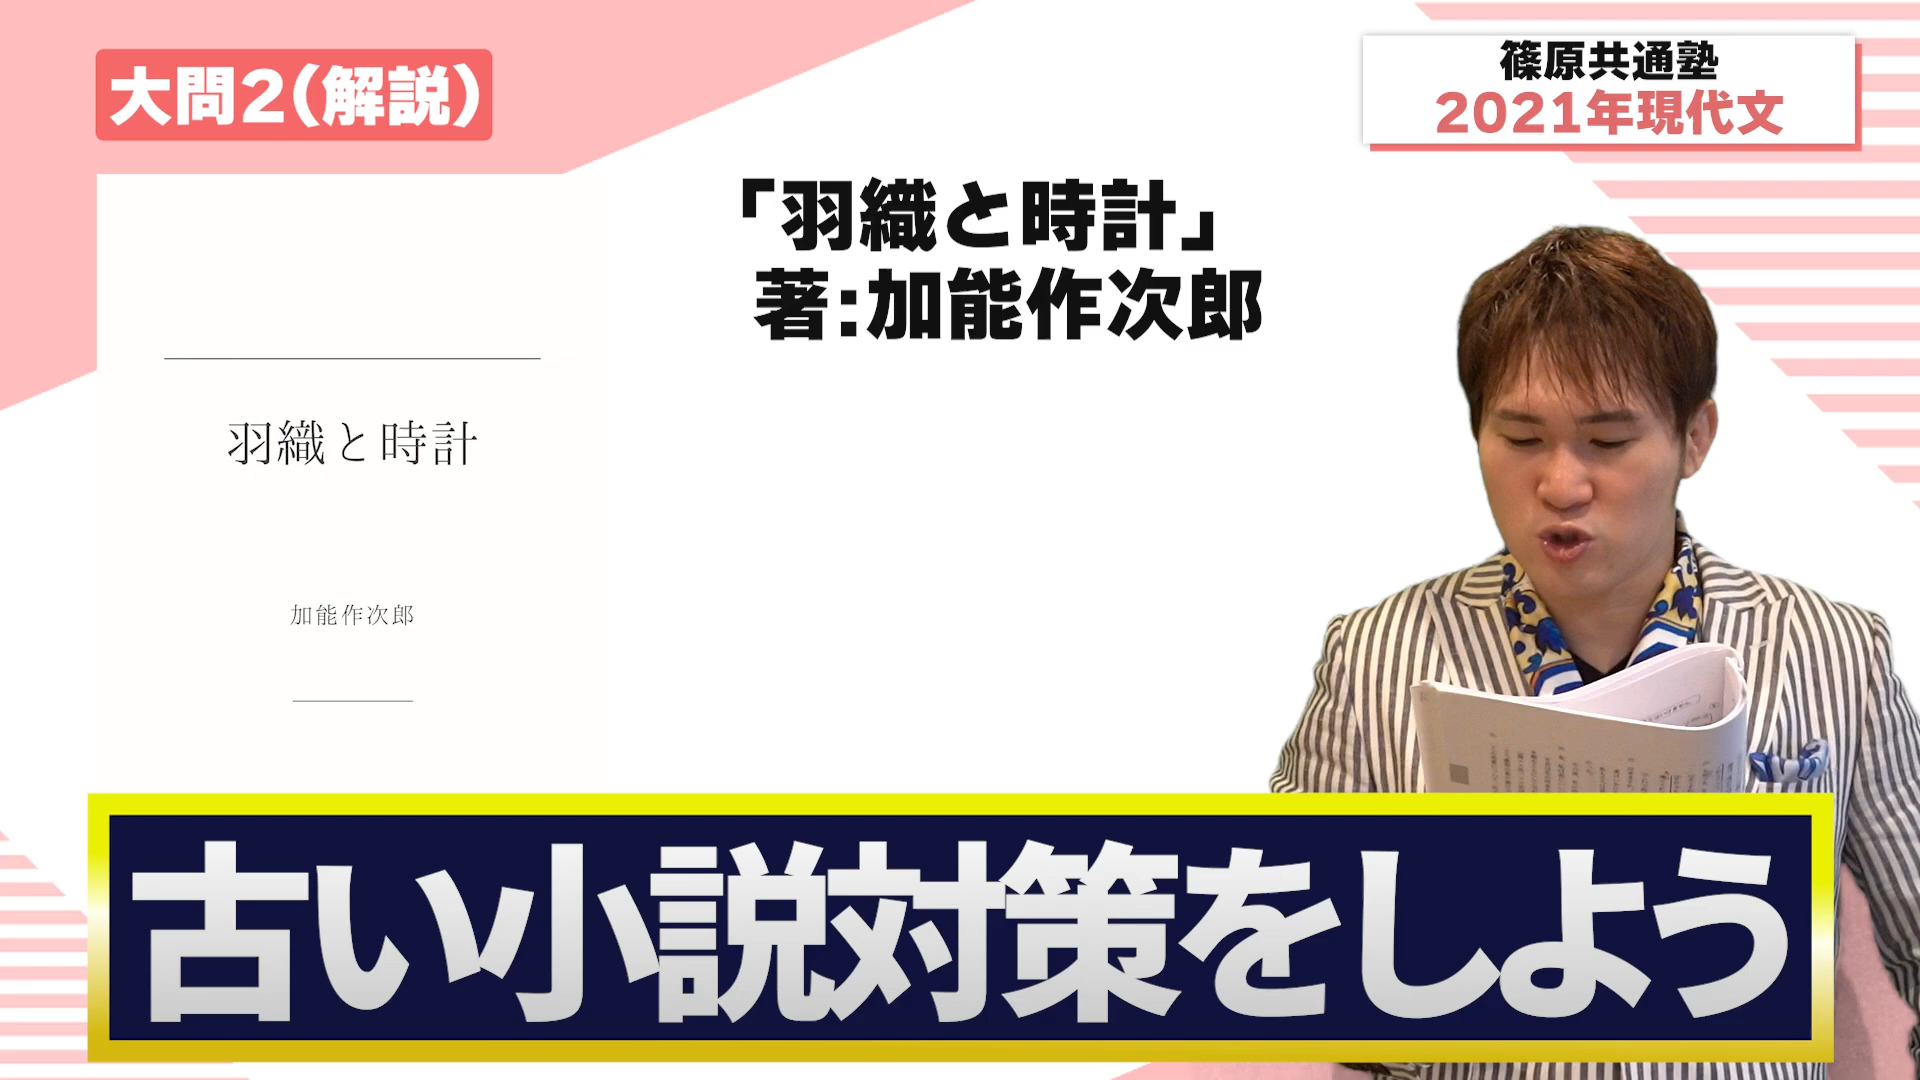 大問2(解説)
篠原共通塾
2021年現代文
「羽織と時計」
著:加能作次郎
羽織と時計
加能作次郎
古い小説対策をしよう